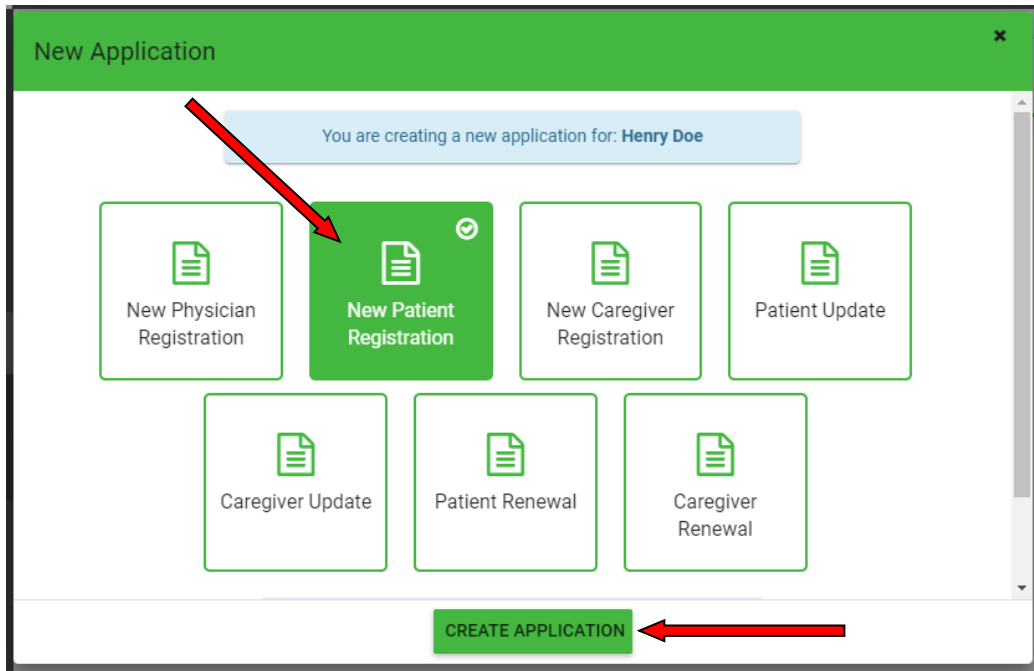 New Application
You are creating a new application for: Henry Doe
New Physician
Registration
New Patient
Registration
New Caregiver
Registration
Patient Update
Caregiver Update
Patient Renewal
Caregiver
Renewal
CREATE APPLICATION